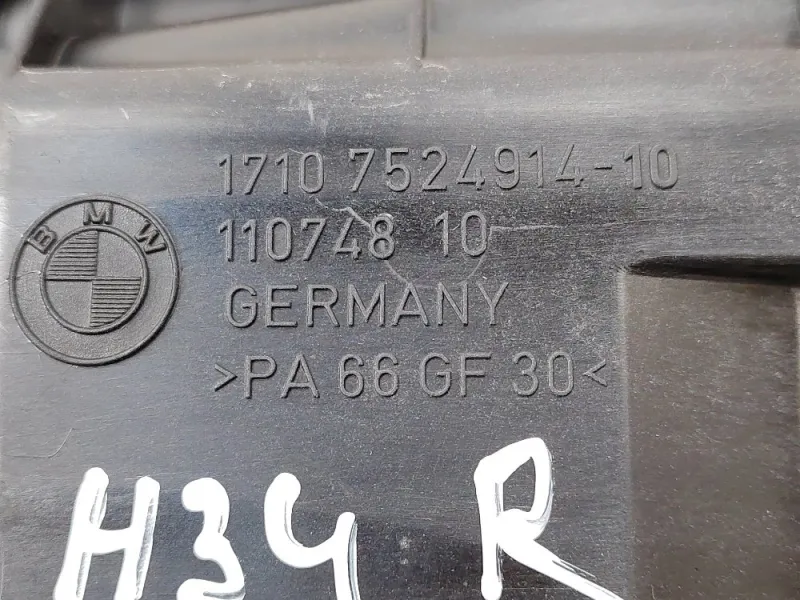 1710 7524914-10
BMW
110748 10
GERMANY
>PA 66 GF 30<
H34 R